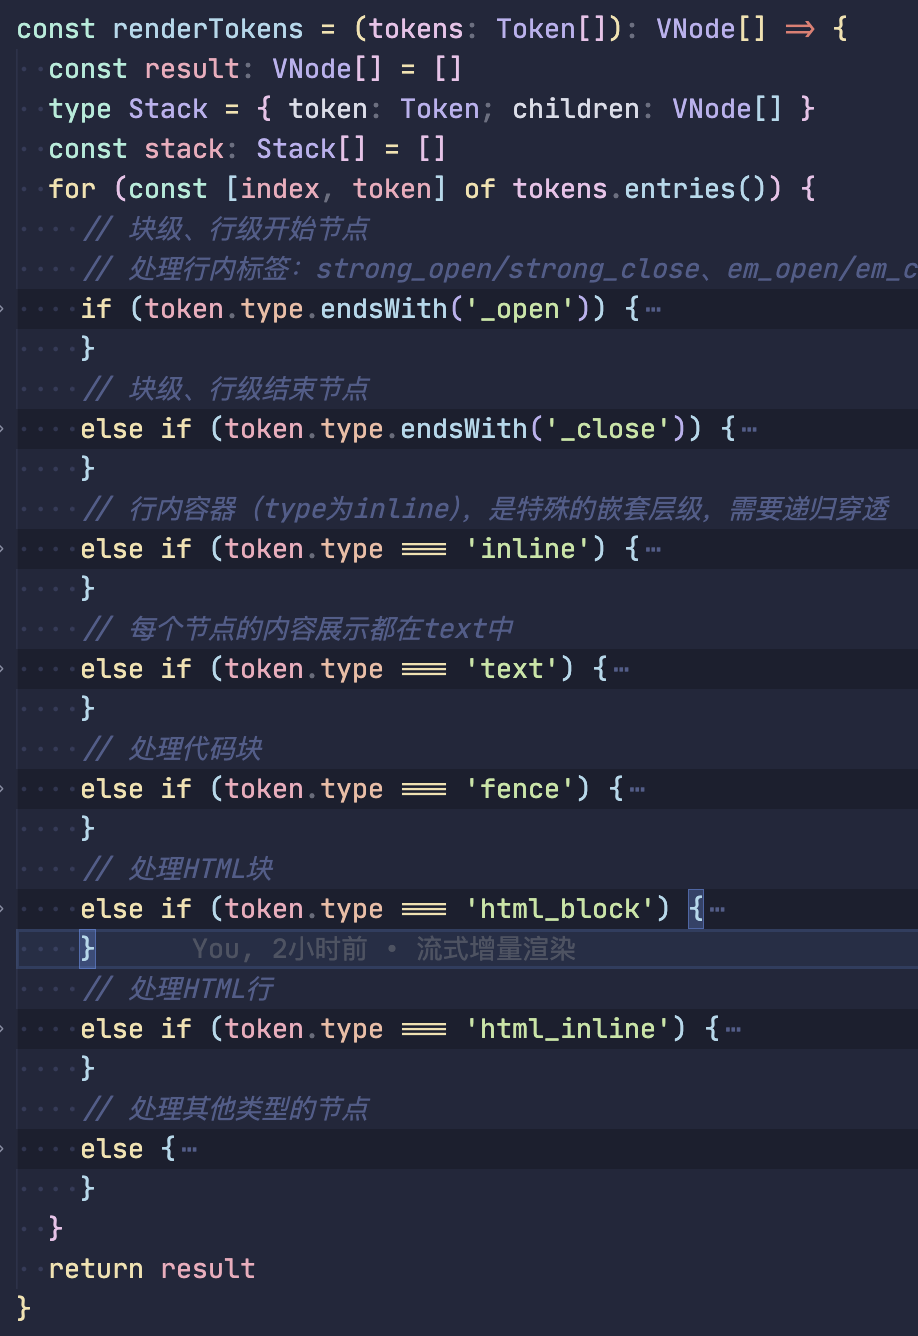 const renderTokens = (tokens: Token[]): VNode[] => {
const result: VNode[] = []
type Stack = { token: Token; children: VNode[] }
const stack: Stack[] = []
for (const [index, token] of tokens.entries()) {
// 块级、行级开始节点
// 处理行内标签：strong_open/strong_close、em_open/em_c
if (token.type.endsWith('_open')) {…
}
// 块级、行级结束节点
else if (token.type.endsWith('_close')) {…
}
// 行内容器（type为inline），是特殊的嵌套层级，需要递归穿透
else if (token.type === 'inline') {…
}
// 每个节点的内容展示都在text中
else if (token.type === 'text') {…
}
// 处理代码块
else if (token.type === 'fence') {…
}
// 处理HTML块
else if (token.type === 'html_block') {…
} You, 2小时前 • 流式增量渲染
// 处理HTML行
else if (token.type === 'html_inline') {…
}
// 处理其他类型的节点
else {…
}
}
return result
}